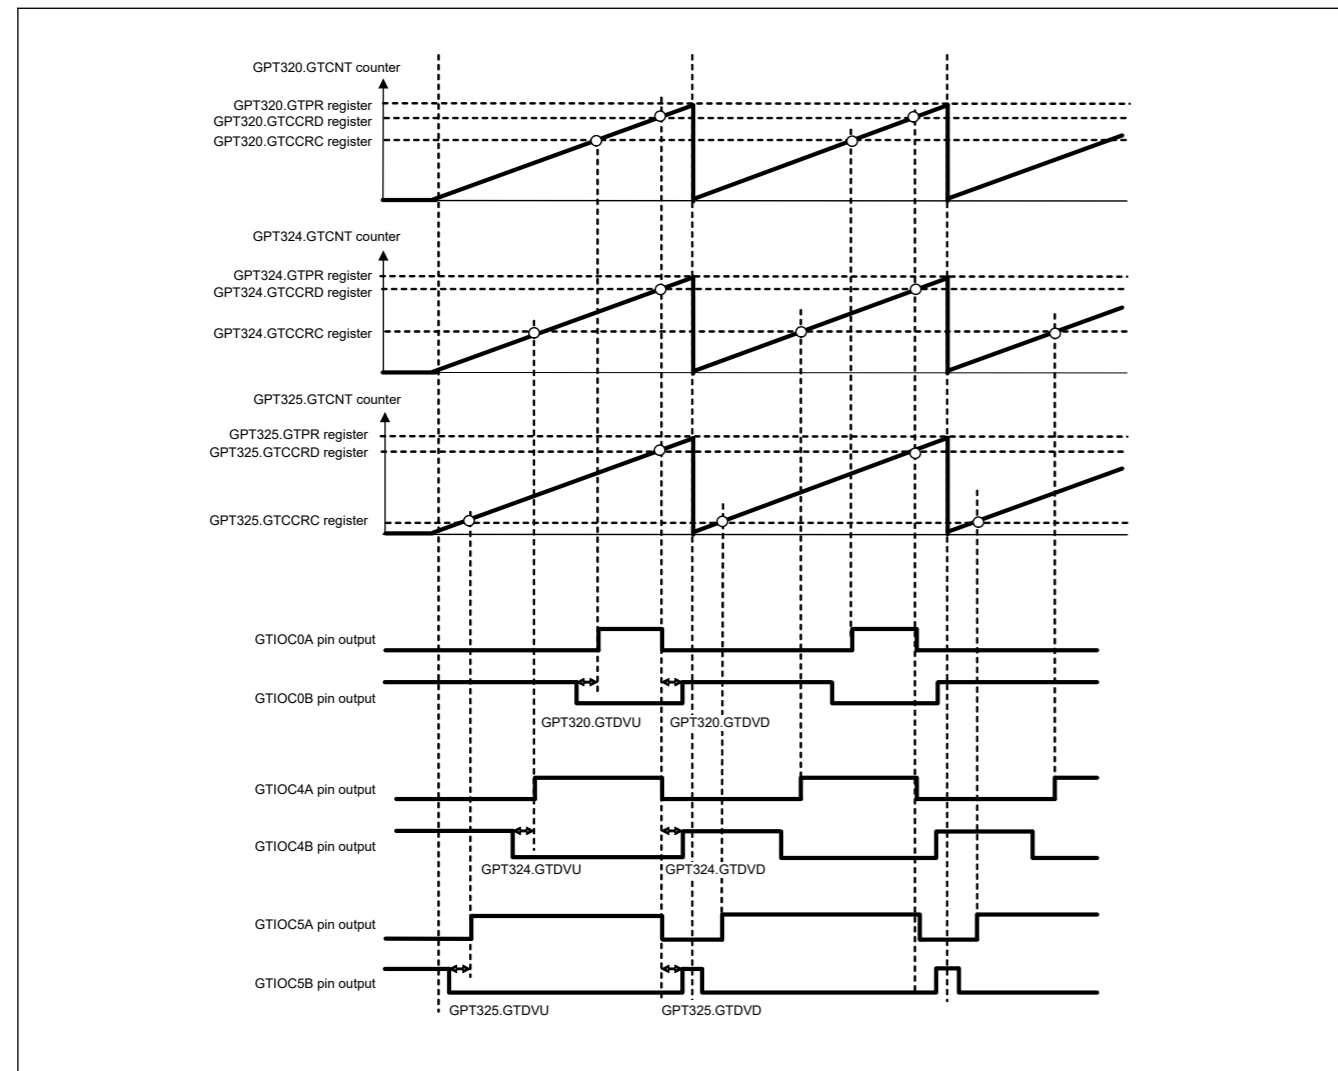 GPT320.GTCNT counter
GPT320.GTPR register
GPT320.GTCCRD register
GPT320.GTCCRC register
GPT324.GTCNT counter
GPT324.GTPR register
GPT324.GTCCRD register
GPT324.GTCCRC register
GPT325.GTCNT counter
GPT325.GTPR register
GPT325.GTCCRD register
GPT325.GTCCRC register
GTIOC0A pin output
GTIOC0B pin output
GPT320.GTDVU GPT320.GTDVD
GTIOC4A pin output
GTIOC4B pin output
GPT324.GTDVU GPT324.GTDVD
GTIOC5A pin output
GTIOC5B pin output
GPT325.GTDVU GPT325.GTDVD